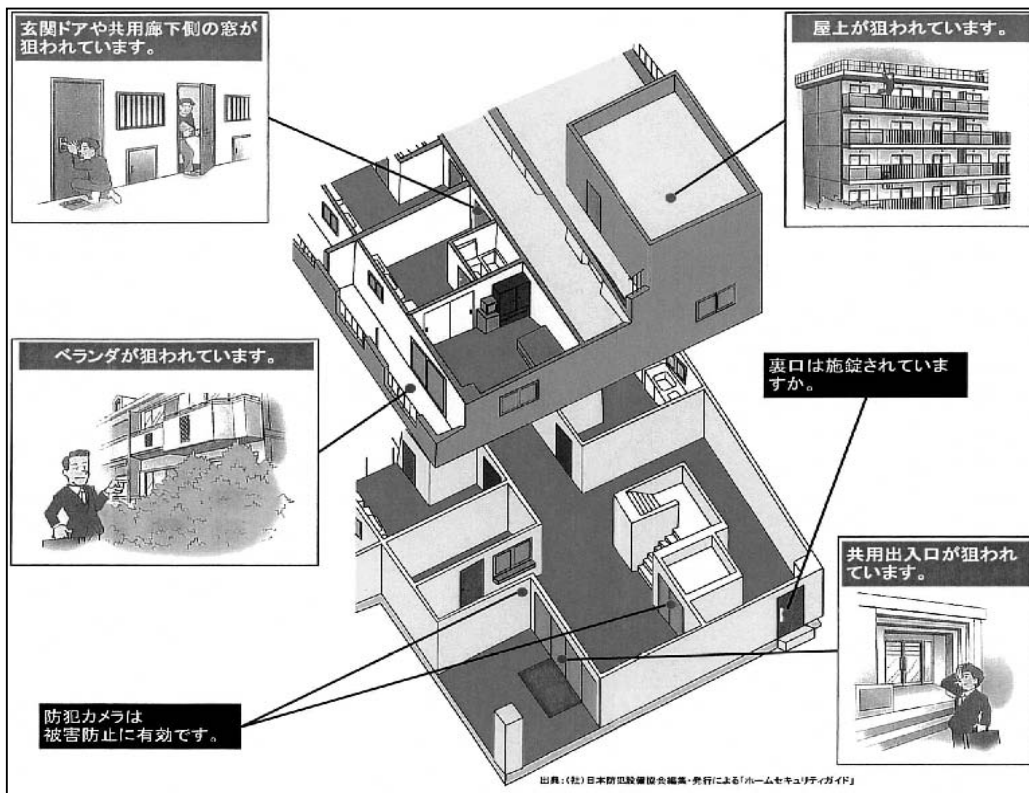 玄関ドアや共用廊下側の窓が
狙われています。
屋上が狙われています。
ベランダが狙われています。
裏口は施錠されていま
すか。
共用出入口が狙われ
ています。
防犯カメラは
被害防止に有効です。
出典:(社)日本防犯設備協会編集・発行による「ホームセキュリティガイド」